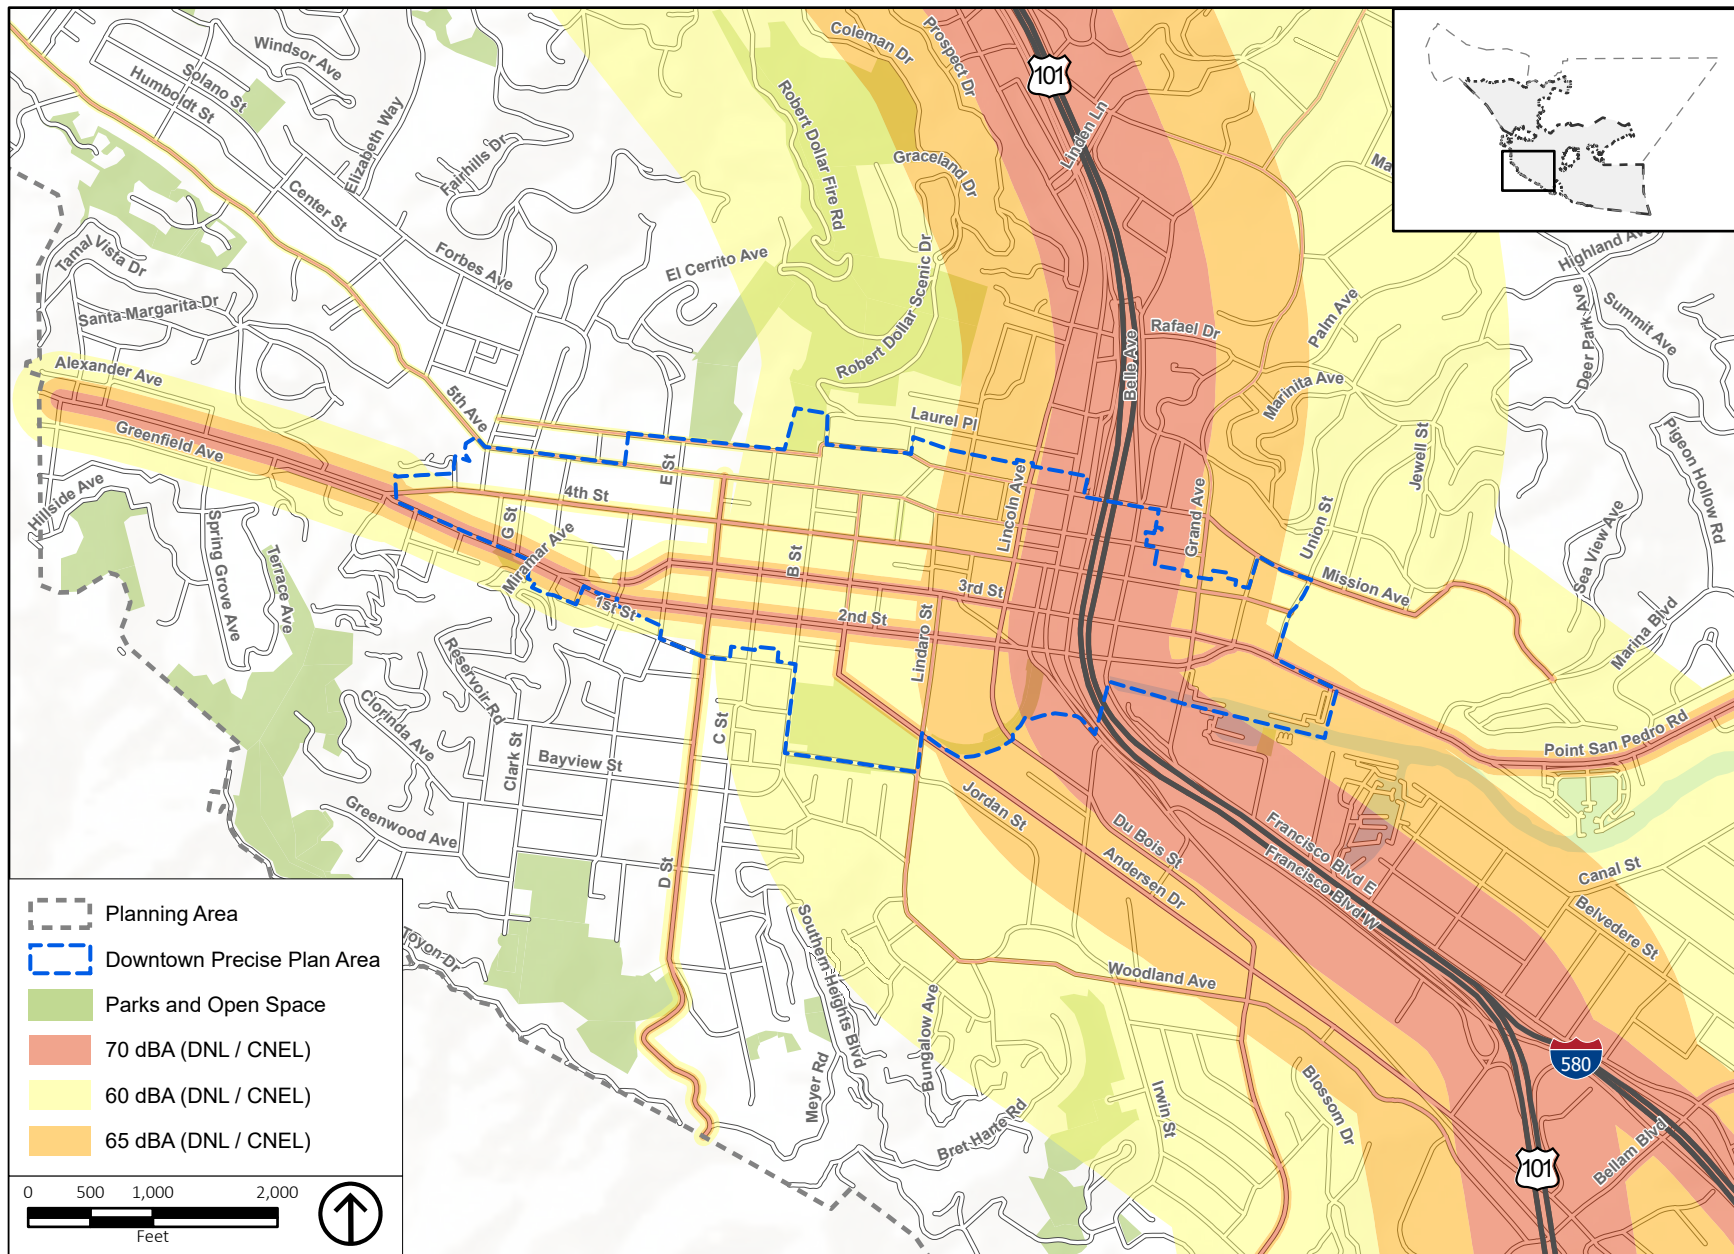 Windsor Ave
Solano St
Humboldt St
Elizabeth Way
Fairhills Dr
Center St
Forbes Ave
El Cerrito Ave
Tamal Vista Dr
Santa Margarita Dr
Alexander Ave
Greenfield Ave
5th Ave
Hillside Ave
Spring Grove Ave
Terrace Ave
4th St
E St
G St
Miramar Ave
1st St
B St
2nd St
3rd St
Lindaro St
Lincoln Ave
Laurel Pl
Robert Dollar Scenic Dr
Robert Dollar Fire Rd
Coleman Dr
Prospect Dr
Graceland Dr
Linden Ln
101
Belle Ave
Rafael Dr
Palm Ave
Marinita Ave
Grand Ave
Union St
Jewell St
Mission Ave
Highland Ave
Summit Ave
Deer Park Ave
Pigeon Hollow Rd
Sea View Ave
Marina Blvd
Point San Pedro Rd
Canal St
Belvedere St
Francisco Blvd E
Francisco Blvd W
Du Bois St
Andersen Dr
Jordan St
Woodland Ave
Reservoir Rd
Clorinda Ave
Clark St
Bayview St
C St
D St
Greenwood Ave
Toyon Dr
Southern Heights Blvd
Meyer Rd
Bungalow Ave
Bret Harte Rd
Irwin St
Blossom Dr
580
101
Bellam Blvd
Planning Area
Downtown Precise Plan Area
Parks and Open Space
70 dBA (DNL / CNEL)
60 dBA (DNL / CNEL)
65 dBA (DNL / CNEL)
0 500 1,000 2,000
Feet